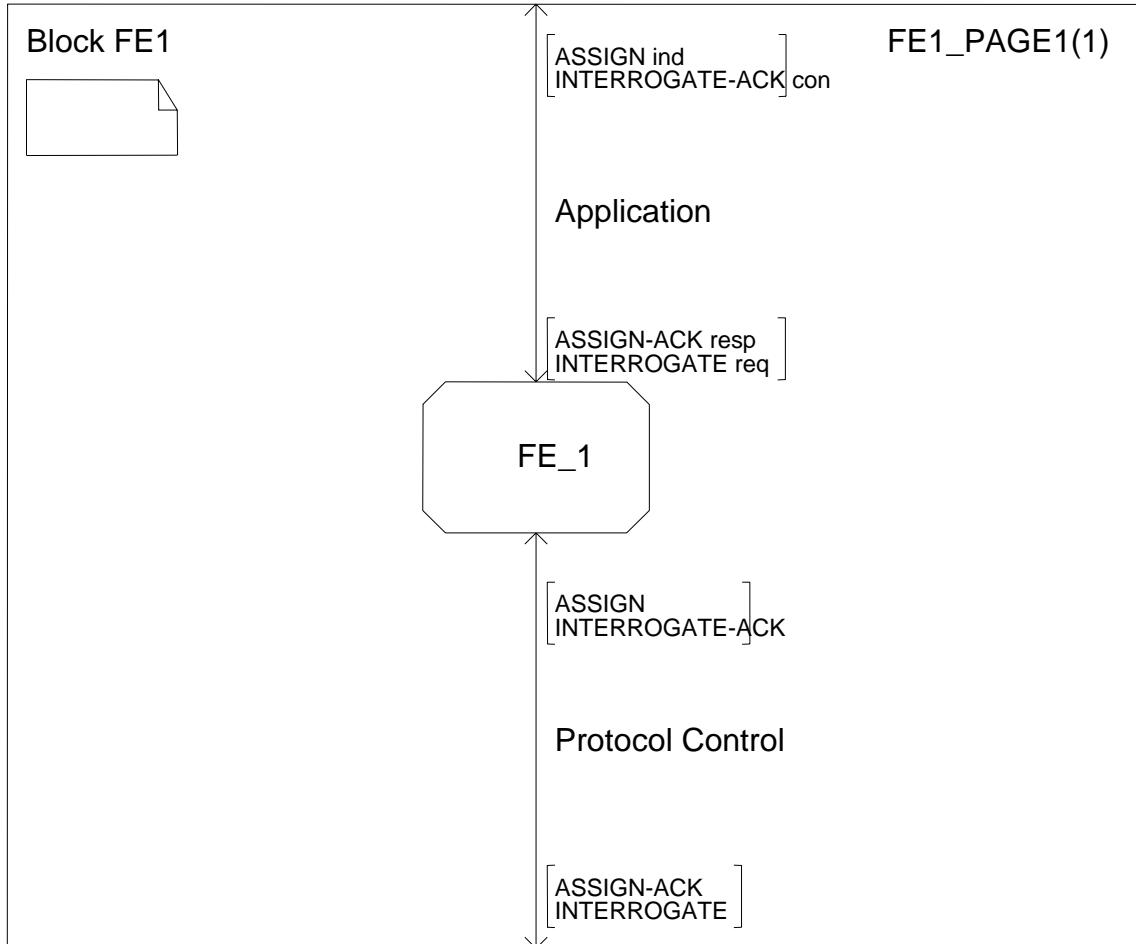 Block FE1
FE1_PAGE1(1)
ASSIGN ind
INTERROGATE-ACK con
Application
ASSIGN-ACK resp
INTERROGATE req
FE_1
ASSIGN
INTERROGATE-ACK
Protocol Control
ASSIGN-ACK
INTERROGATE